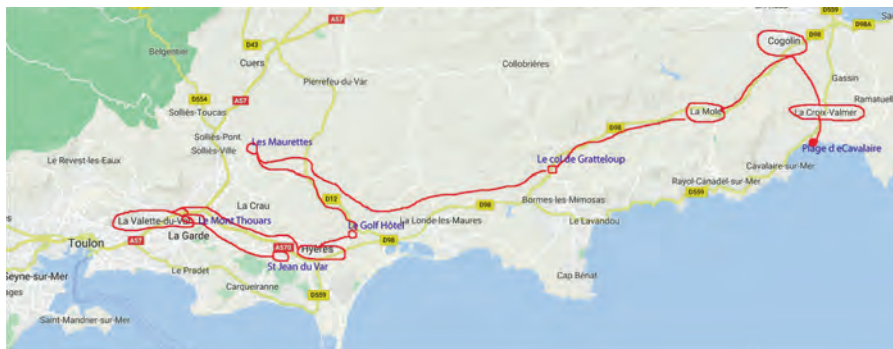 A57
D559
D98
D98A
Cogolin
D43
Belgentier
Cuers
Collobrières
Gassin
Pierrefeu-du-Var
D554
A57
Ramatuell
Solliès-Toucas
La Mole
La Croix-Valmer
D98
Solliès-Pont
Les Maurettes
Plage d eCavalaire
Solliès-Ville
Le Revest-les-Eaux
Le col de Gratteloup
Cavalaire-sur-Mer
Rayol-Canadel-sur-Mer
D559
La Crau
D12
Bormes-les-Mimosas
D98
La Valette-du-Var
Le Mont Thouars
La Londe-les-Maures
Le Lavandou
Le Golf Hôtel
La Garde
Toulon
A57
A570
Hyères
D98
St Jean du Var
Le Pradet
Seyne-sur-Mer
Cap Bénat
Carqueiranne
ages
D559
Saint-Mandrier-sur-Mer